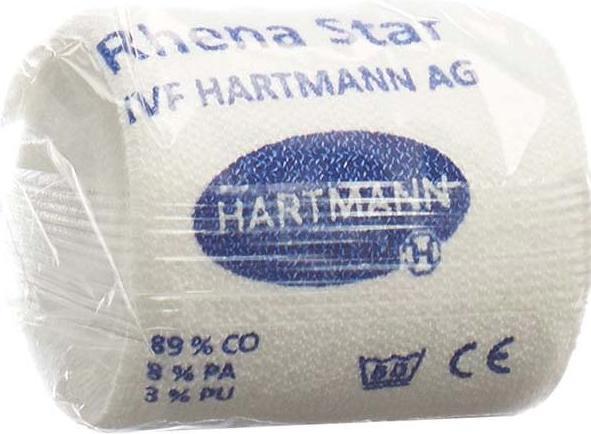 Rhena Star
IVF HARTMANN AG
HARTMANN
H
89 % CO
8 % PA
3 % PU
60
CE